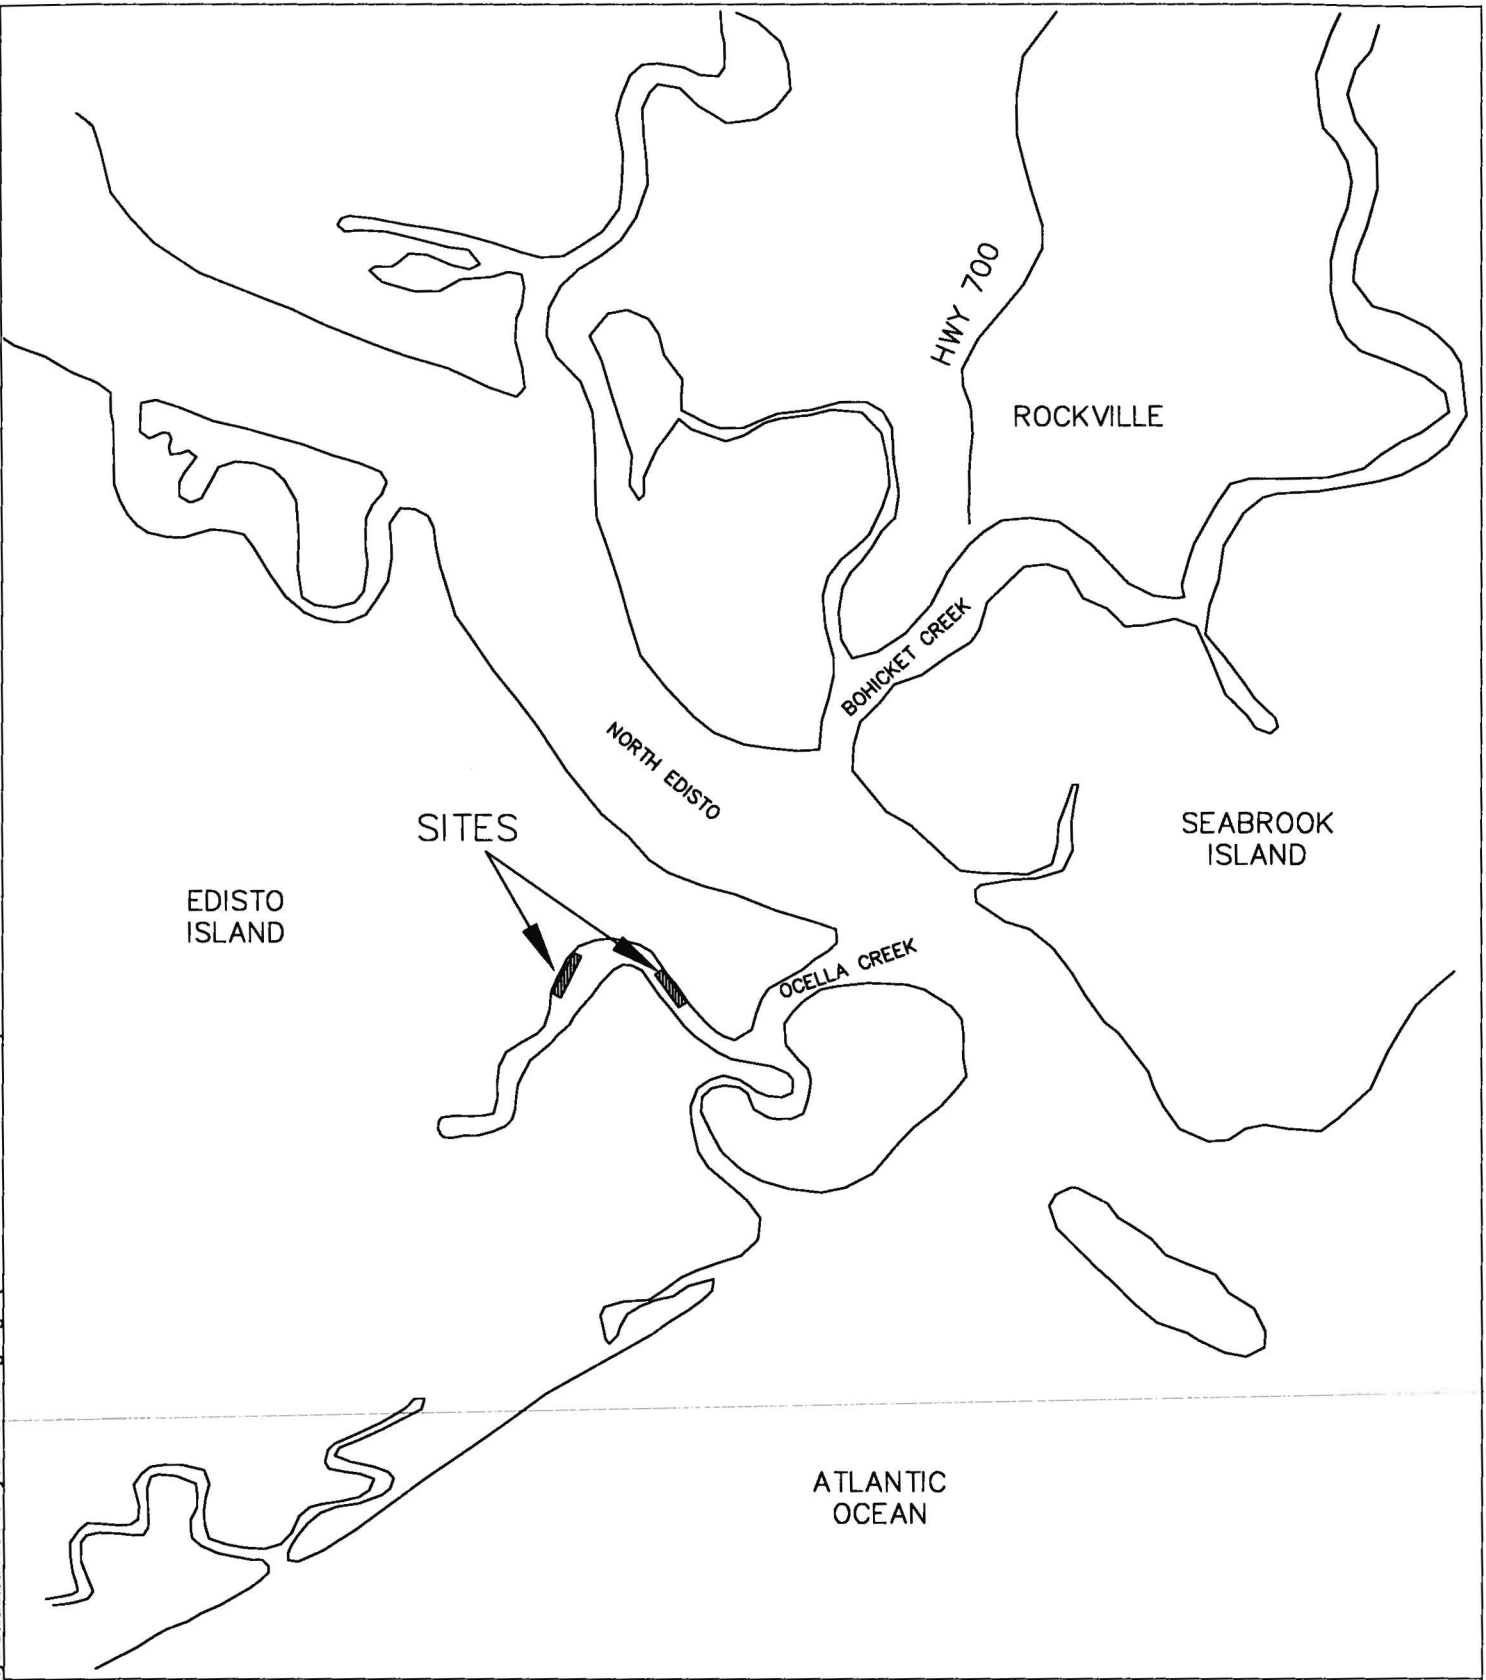 HWY 700
ROCKVILLE
BOHICKET CREEK
NORTH EDISTO
SITES
SEABROOK
ISLAND
EDISTO
ISLAND
OCELLA CREEK
ATLANTIC
OCEAN